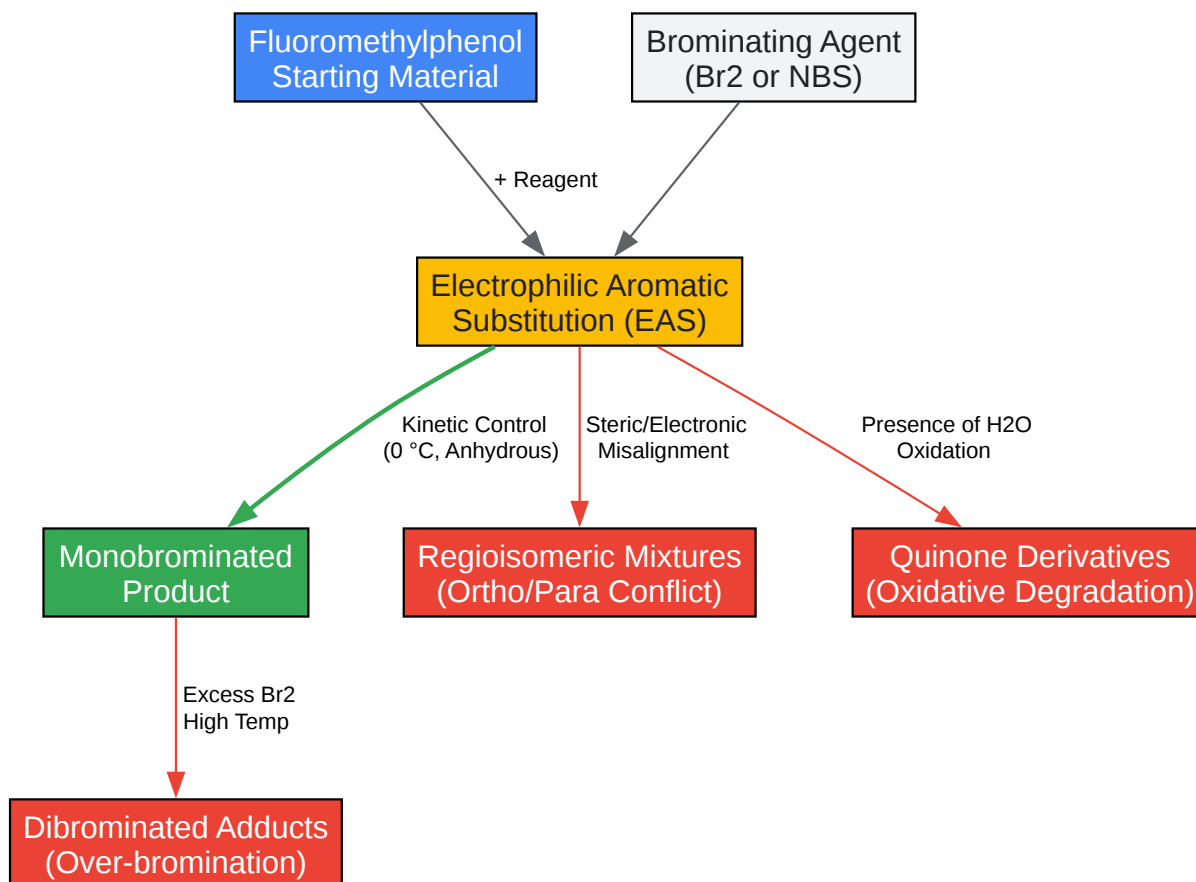 Fluoromethylphenol
Starting Material
Brominating Agent
(Br2 or NBS)
+ Reagent
Electrophilic Aromatic
Substitution (EAS)
Kinetic Control
(0 °C, Anhydrous)
Steric/Electronic
Misalignment
Presence of H2O
Oxidation
Monobrominated
Product
Regioisomeric Mixtures
(Ortho/Para Conflict)
Quinone Derivatives
(Oxidative Degradation)
Excess Br2
High Temp
Dibrominated Adducts
(Over-bromination)